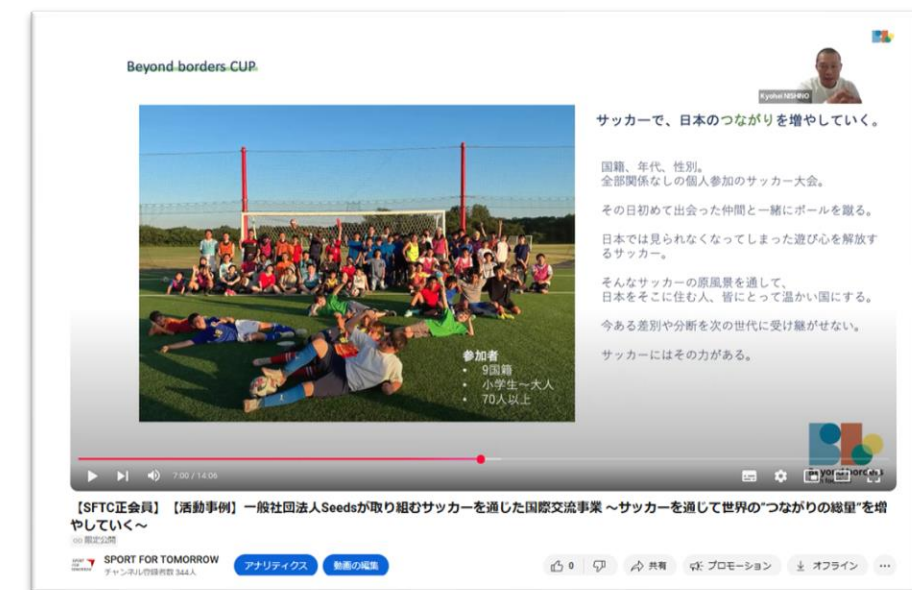 Beyond borders CUP
Kyohei NISHINO
サッカーで、日本のつながりを増やしていく。
国籍、年代、性別。
全部関係なしの個人参加のサッカー大会。
その日初めて出会った仲間と一緒にボールを蹴る。
日本では見られなくなってしまった遊び心を解放す
るサッカー。
そんなサッカーの原風景を通して、
日本をそこに住む人、皆にとって温かい国にする。
今ある差別や分断を次の世代に受け継がせない。
サッカーにはその力がある。
参加者
• 9国籍
• 小学生～大人
• 70人以上
7:00 / 14:06
【SFTC正会員】【活動事例】一般社団法人Seedsが取り組むサッカーを通じた国際交流事業 ～サッカーを通じて世界の“つながりの総量”を増
やしていく～
限定公開
SPORT FOR TOMORROW
チャンネル登録者数 344人
アナリティクス
動画の編集
0
共有
プロモーション
オフライン